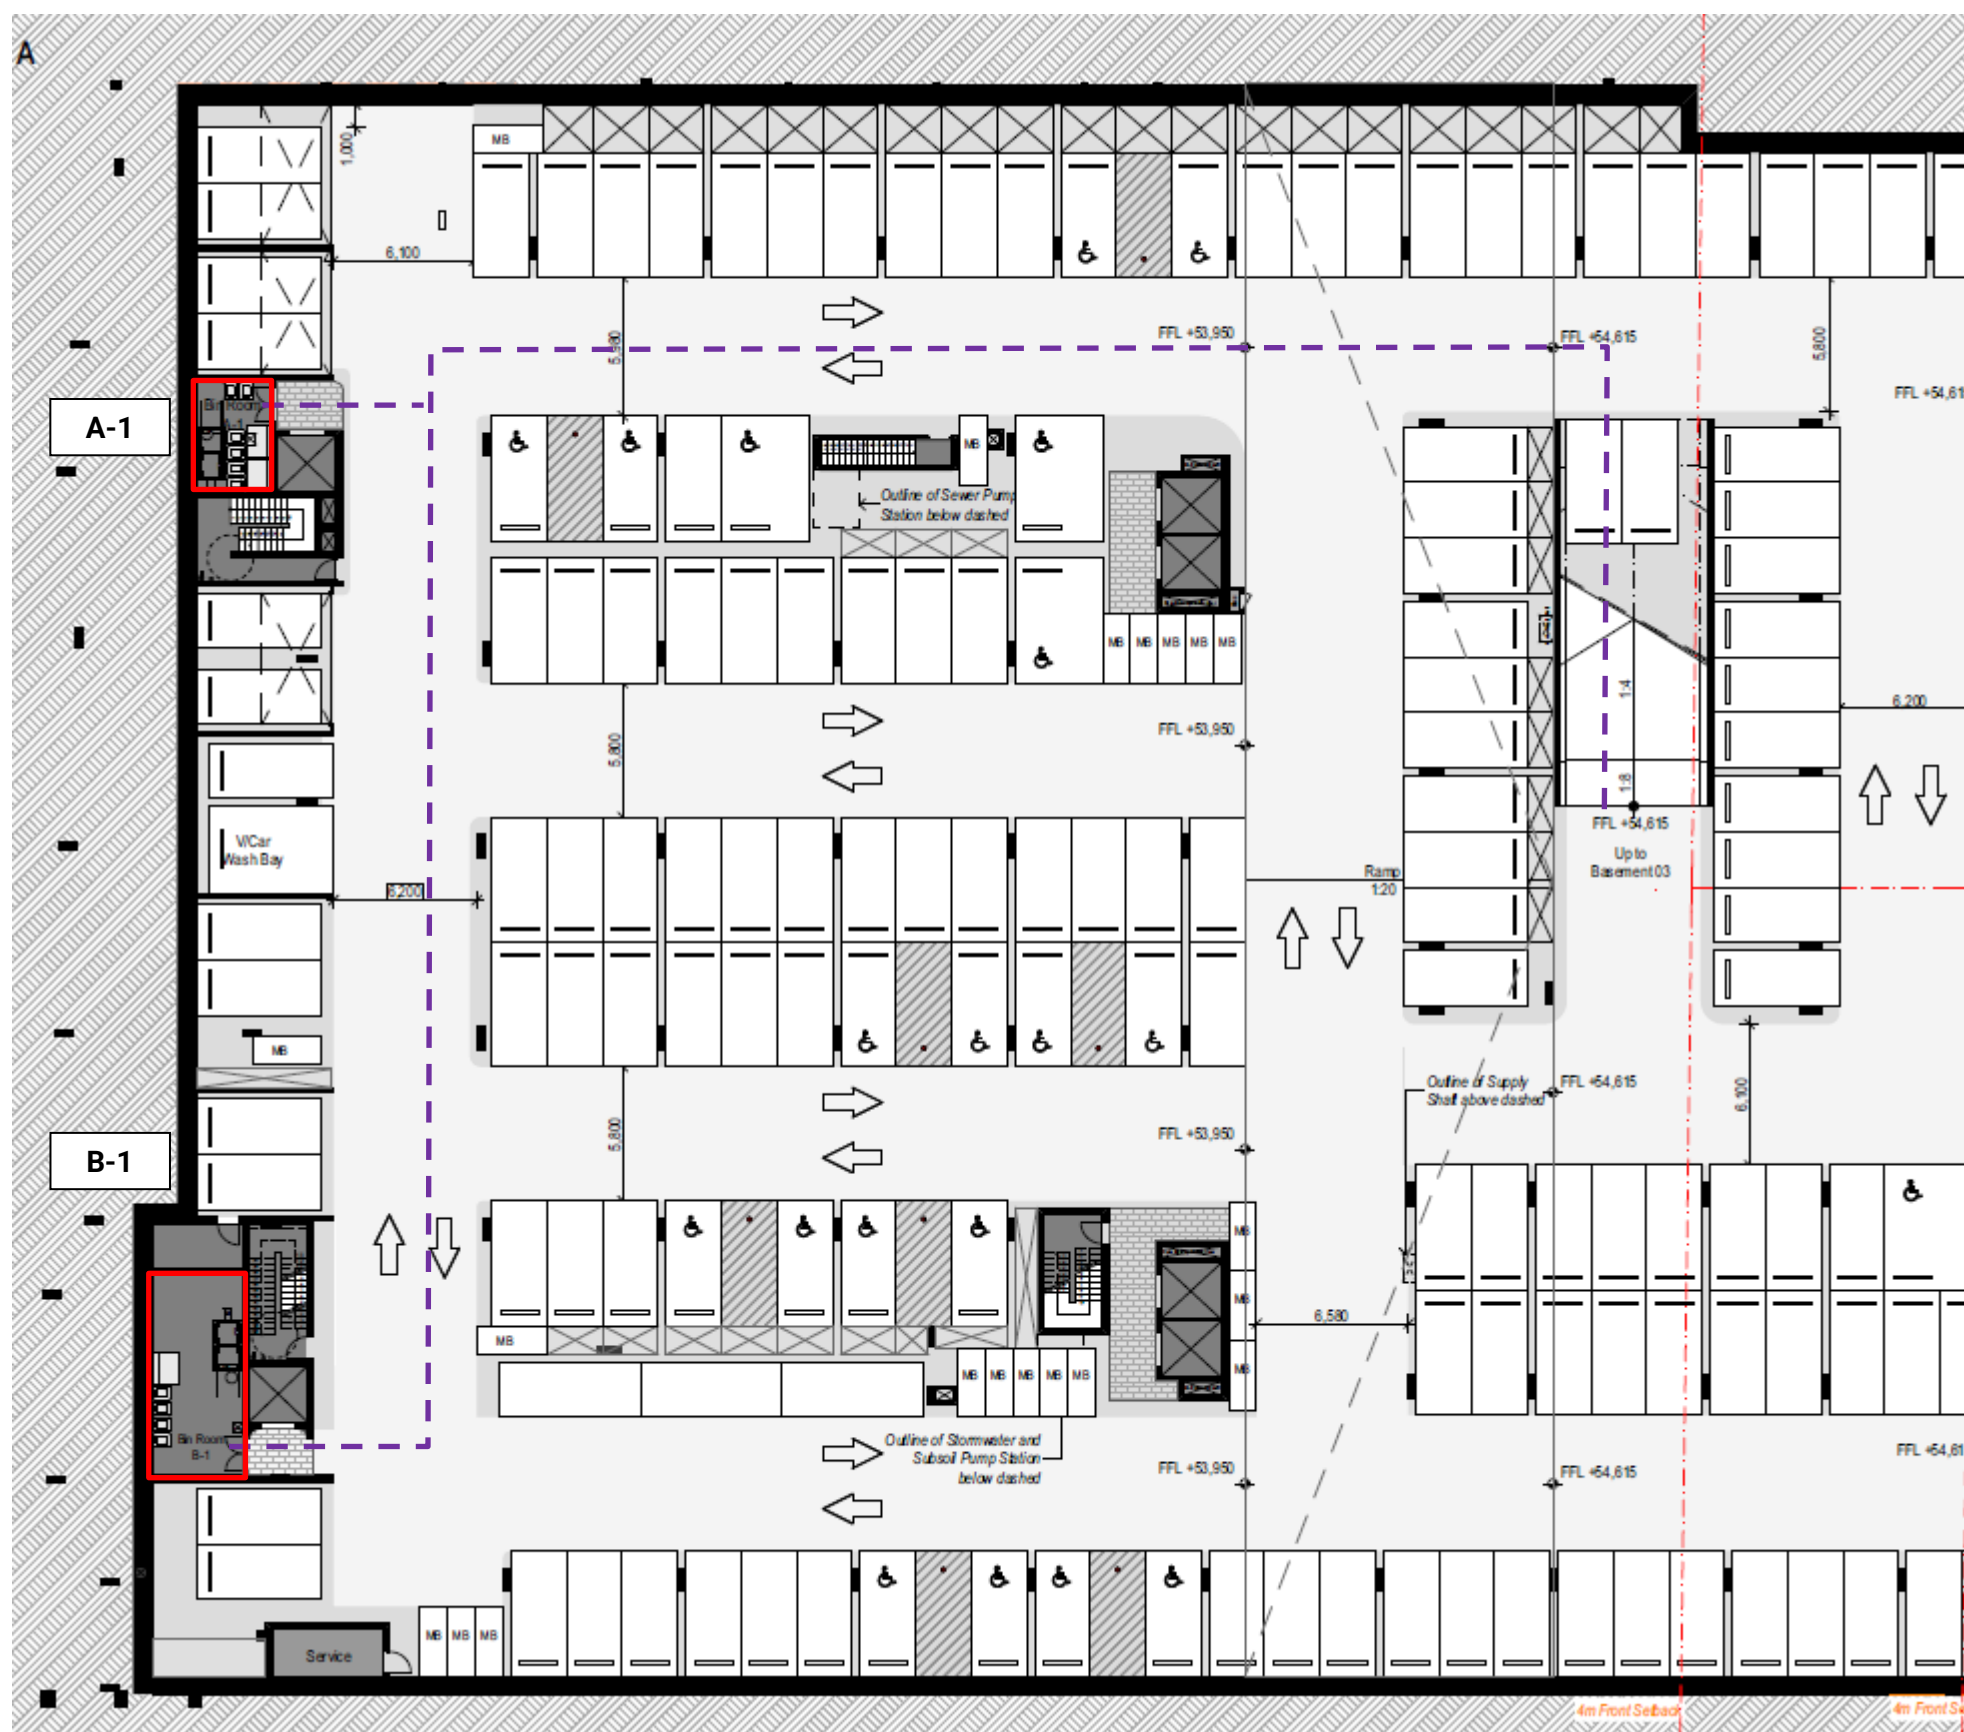 A
1,000
MB
6,100
5,980
FFL +53,950
FFL +54,615
5,800
FFL +54,61
A-1
Bin Room
A-1
MB
Outline of Sewer Pump
Station below dashed
MB MB MB MB MB
1:4
6,200
5,800
FFL +53,950
1:8
FFL +54,615
V/Car
Wash Bay
Up to
Basement 03
Ramp
1:20
6,200
MB
Outline of Supply
Shaft above dashed
FFL +54,615
6,100
5,800
FFL +53,950
B-1
MB
MB
MB
6,580
MB
MB MB MB MB MB
Bin Room
B-1
Outline of Stormwater and
Subsoil Pump Station
below dashed
FFL +53,950
FFL +54,615
FFL +54,61
MB MB MB
Service
4m Front Setback
4m Front S